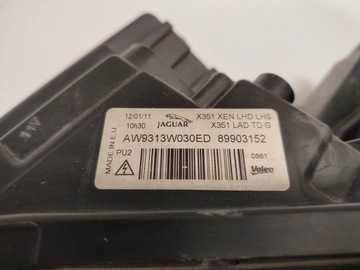 12/01/11
10h30
JAGUAR
X351 XEN LHD LHS
X351 LAD TD G
AW9313W030ED 89903152
MADE IN E.U
PU2
0561
Valeo